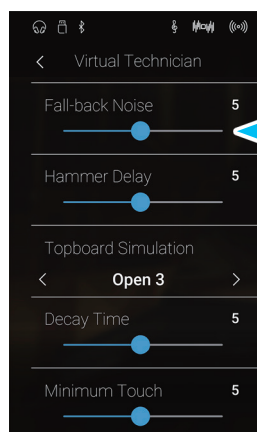 Virtual Technician
Fall-back Noise 5
Hammer Delay 5
Topboard Simulation
Open 3
Decay Time 5
Minimum Touch 5